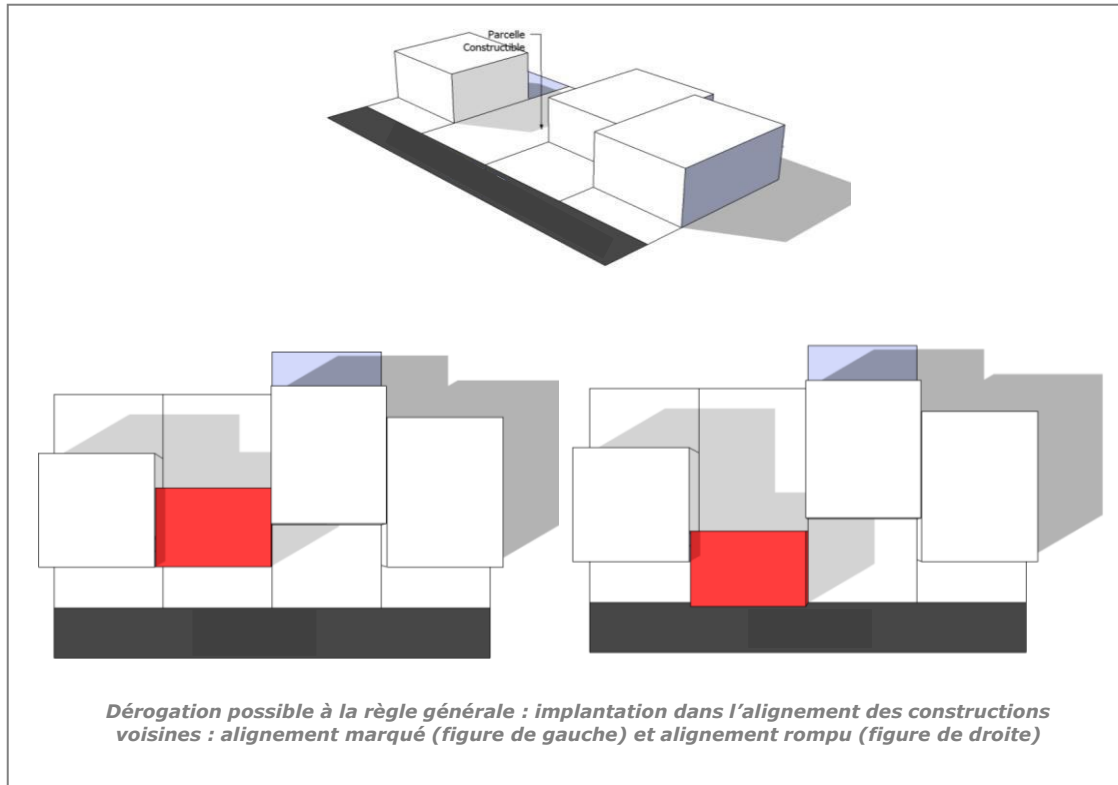 Parcelle
Constructible
Dérogation possible à la règle générale : implantation dans l’alignement des constructions
voisines : alignement marqué (figure de gauche) et alignement rompu (figure de droite)